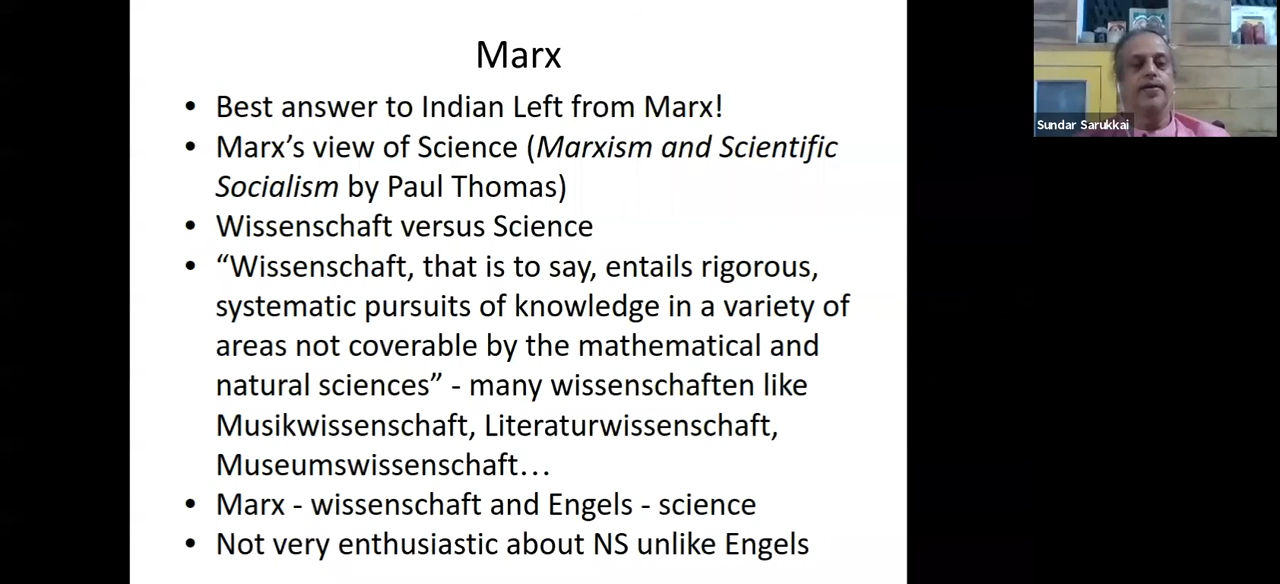 Marx
• Best answer to Indian Left from Marx!
• Marx’s view of Science (Marxism and Scientific
Socialism by Paul Thomas)
• Wissenschaft versus Science
• “Wissenschaft, that is to say, entails rigorous,
systematic pursuits of knowledge in a variety of
areas not coverable by the mathematical and
natural sciences” - many wissenschaften like
Musikwissenschaft, Literaturwissenschaft,
Museumswissenschaft…
• Marx - wissenschaft and Engels - science
• Not very enthusiastic about NS unlike Engels
Sundar Sarukkai